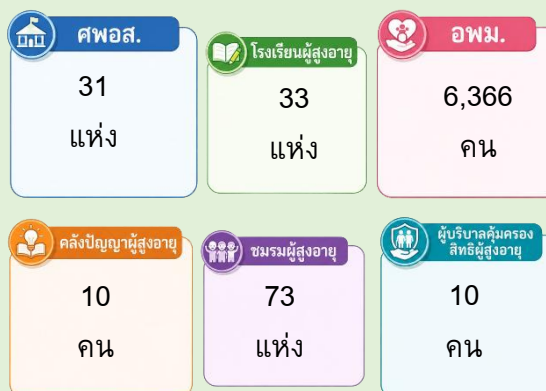 ศพอส.
31
แห่ง
โรงเรียนผู้สูงอายุ
33
แห่ง
อพม.
6,366
คน
คลังปัญญาผู้สูงอายุ
10
คน
ชมรมผู้สูงอายุ
73
แห่ง
ผู้บริบาลคุ้มครอง
สิทธิผู้สูงอายุ
10
คน